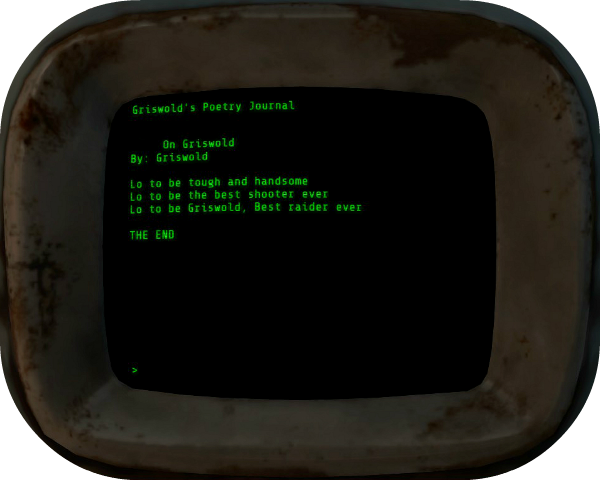 Griswold's Poetry Journal
On Griswold
By: Griswold
Lo to be tough and handsome
Lo to be the best shooter ever
Lo to be Griswold, Best raider ever
THE END
>